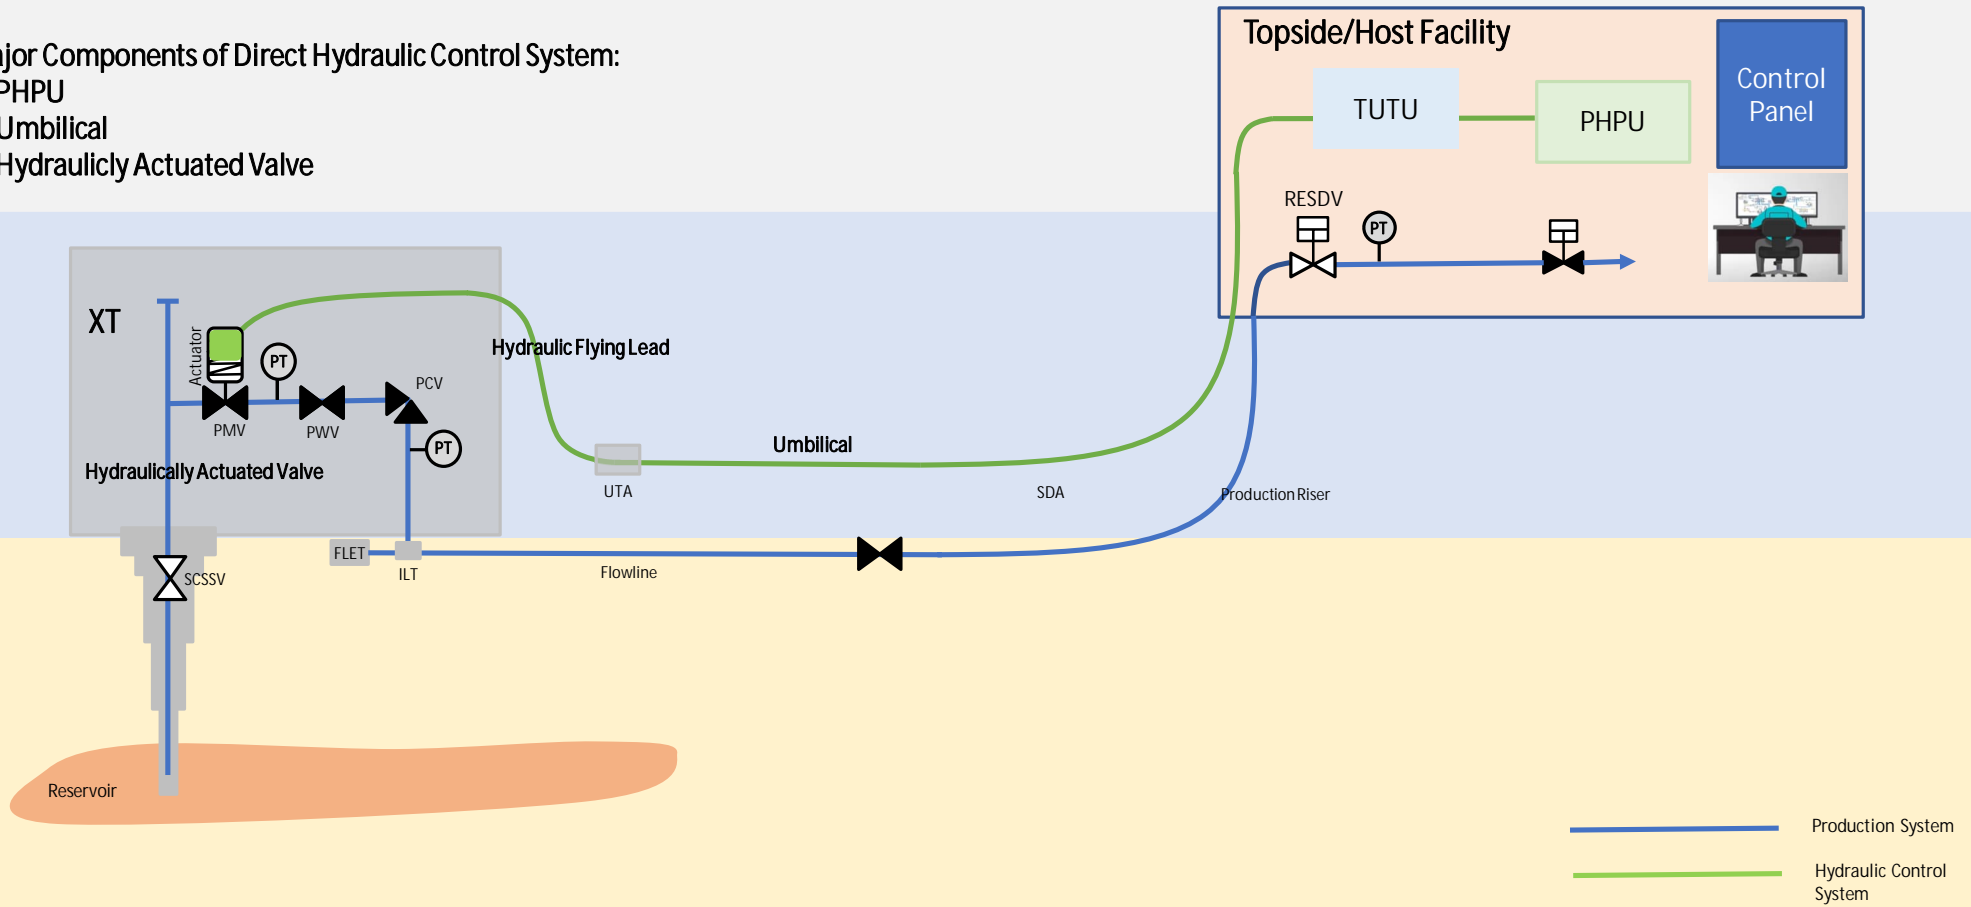 jor Components of Direct Hydraulic Control System:
PHPU
Umbilical
Hydraulicly Actuated Valve
Topside/Host Facility
Control
Panel
TUTU
PHPU
RESDV
PT
XT
Actuator
PT
PCV
PMV
PWV
PT
Hydraulically Actuated Valve
Hydraulic Flying Lead
Umbilical
UTA
SDA
Production Riser
FLET
ILT
Flowline
SCSSV
Reservoir
Production System
Hydraulic Control
System